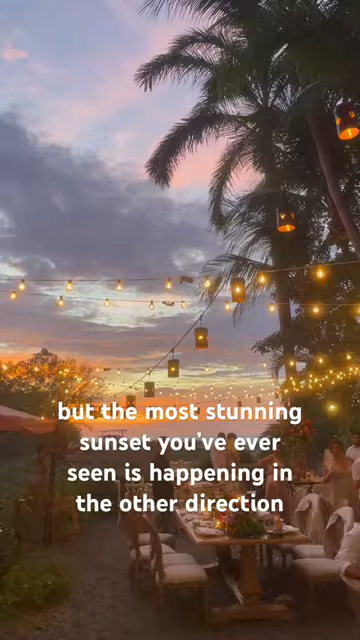 but the most stunning
sunset you've ever
seen is happening in
the other direction